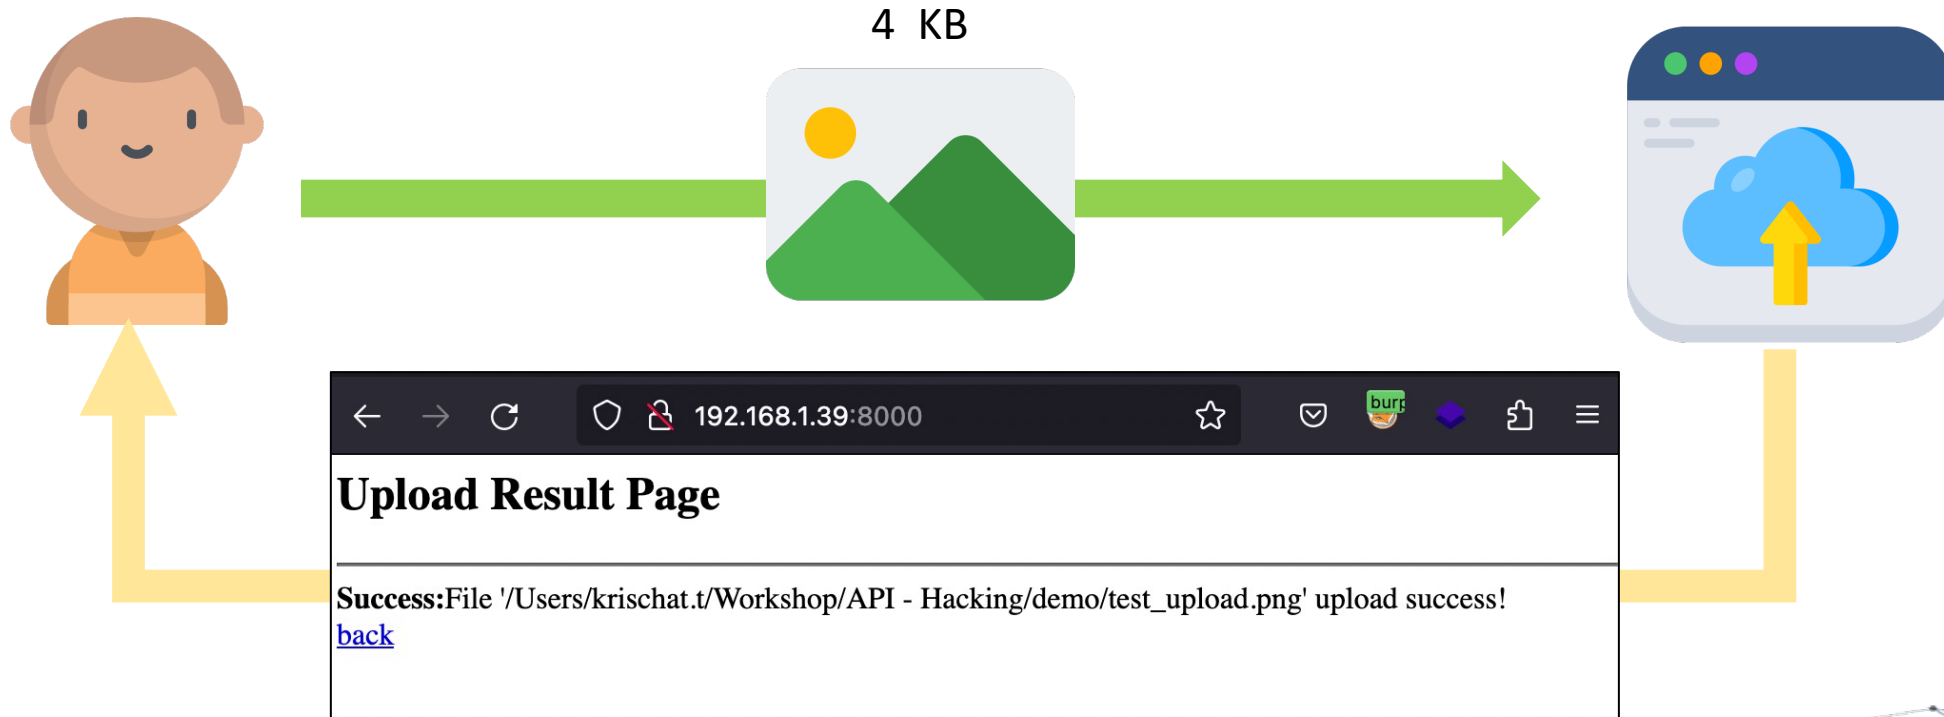 4 KB
burp
192.168.1.39:8000
Upload Result Page
Success:File '/Users/krischat.t/Workshop/API - Hacking/demo/test_upload.png' upload success!
back